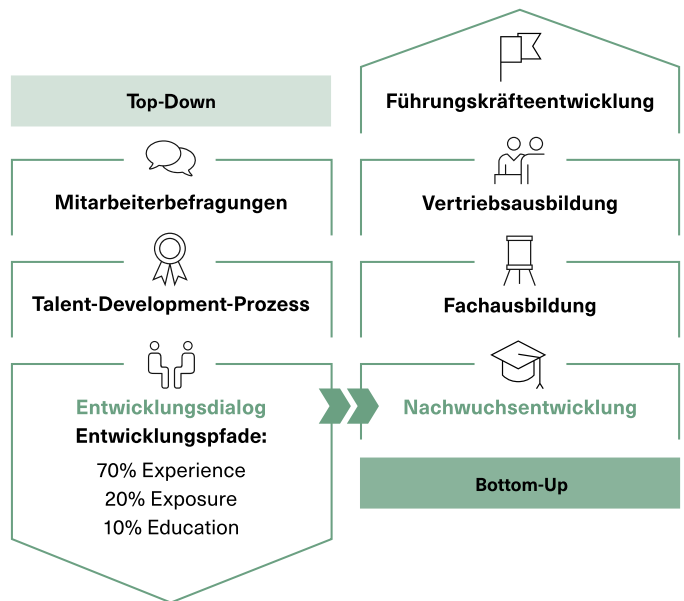 Top-Down
Mitarbeiterbefragungen
Talent-Development-Prozess
Entwicklungsdialog
Entwicklungspfade:
70% Experience
20% Exposure
10% Education
Führungskräfteentwicklung
Vertriebsausbildung
Fachausbildung
Nachwuchsentwicklung
Bottom-Up